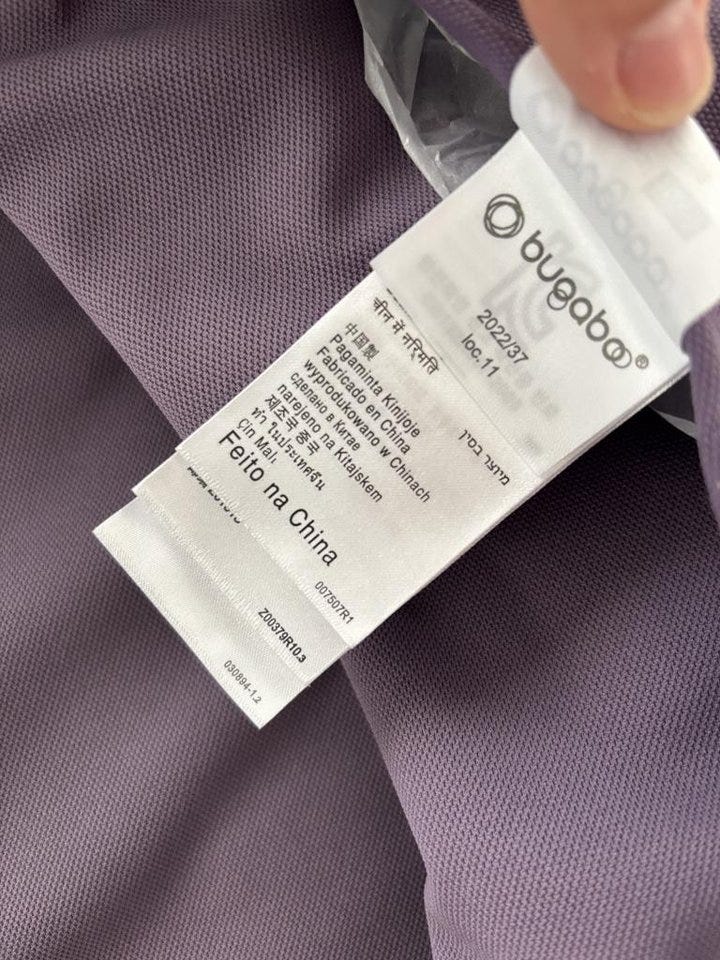 bugaboo®
2022/37
loc.11
चीन में नर्िमति
מיוצר בסין
中国製
Pagaminta Kinijoje
Fabricado en China
wyprodukowano w Chinach
сделано в Китае
narejeno na Kitajskem
제조국 중국
ทำ ในประเทศจีน
Çin Malı.
Feito na China
007507R1
Z00379R10.3
030894-1.2